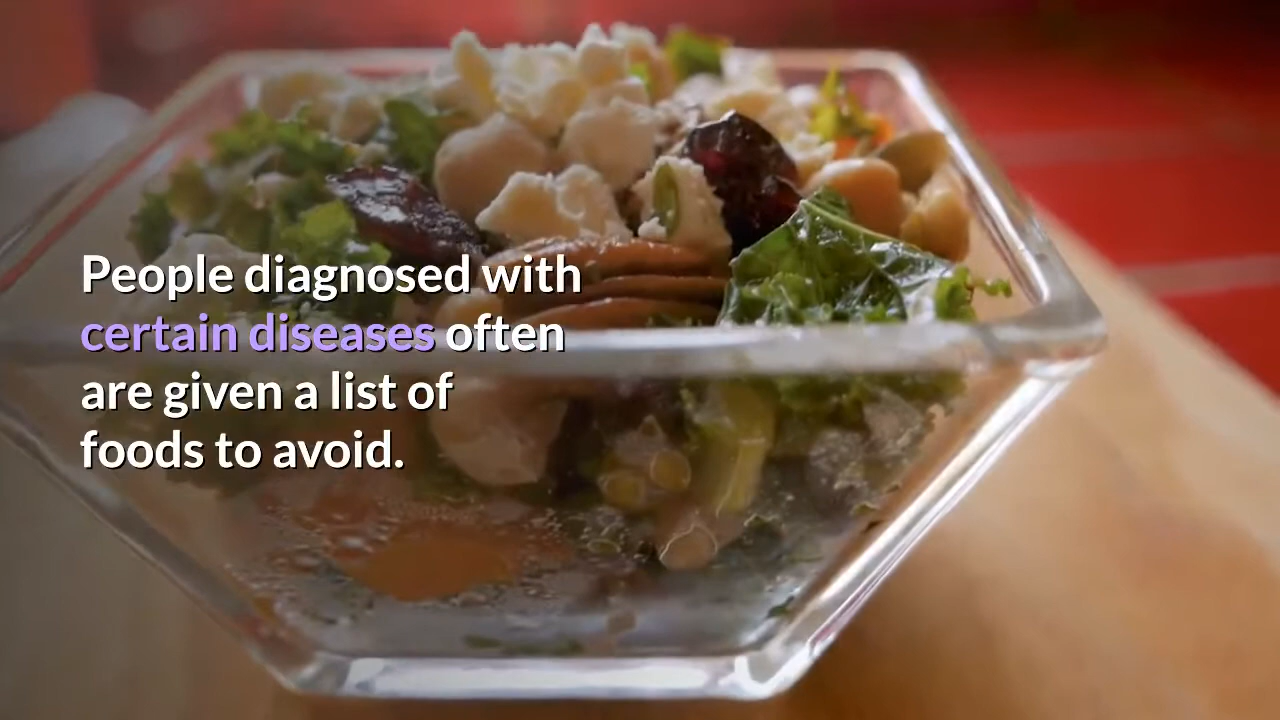 People diagnosed with
certain diseases often
are given a list of
foods to avoid.